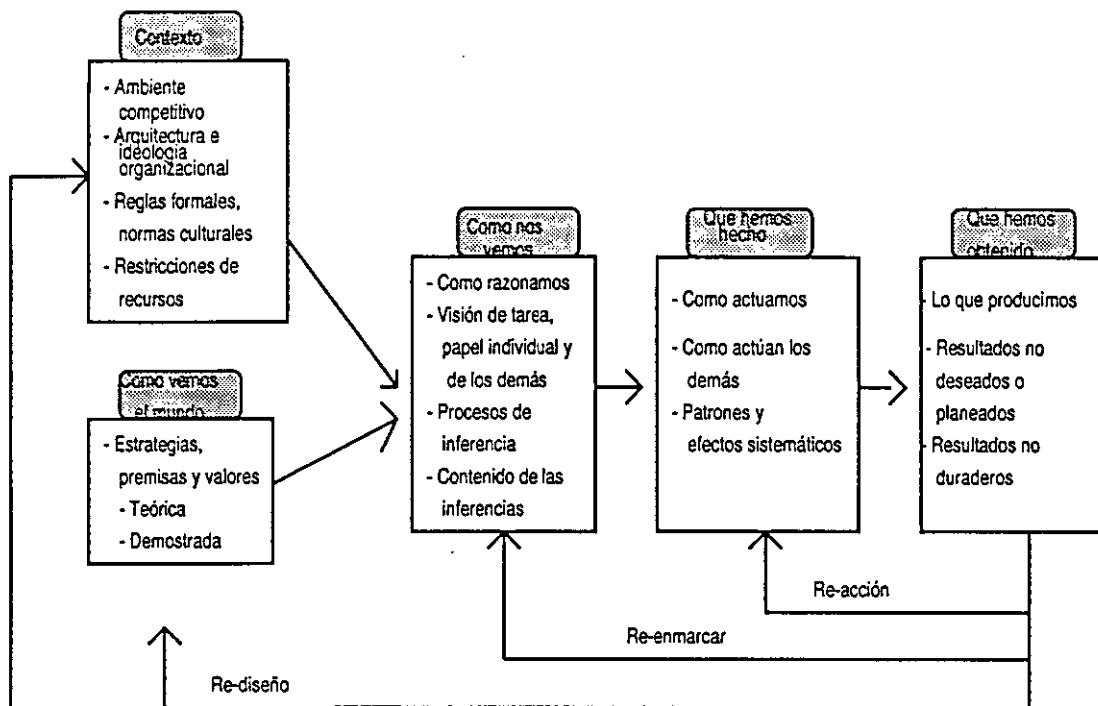 Contexto
- Ambiente
competitivo
- Arquitectura e
ideología
organizacional
- Reglas formales,
normas culturales
- Restricciones de
recursos
Como vemos
el mundo
- Estrategias,
premisas y valores
- Teórica
- Demostrada
Como nos
vemos
- Como razonamos
- Visión de tarea,
papel individual y
de los demás
- Procesos de
inferencia
- Contenido de las
inferencias
Que hemos
hecho
- Como actuamos
- Como actúan los
demás
- Patrones y
efectos sistemáticos
Que hemos
obtenido
- Lo que producimos
- Resultados no
deseados o
planeados
- Resultados no
duraderos
Re-acción
Re-enmarcar
Re-diseño